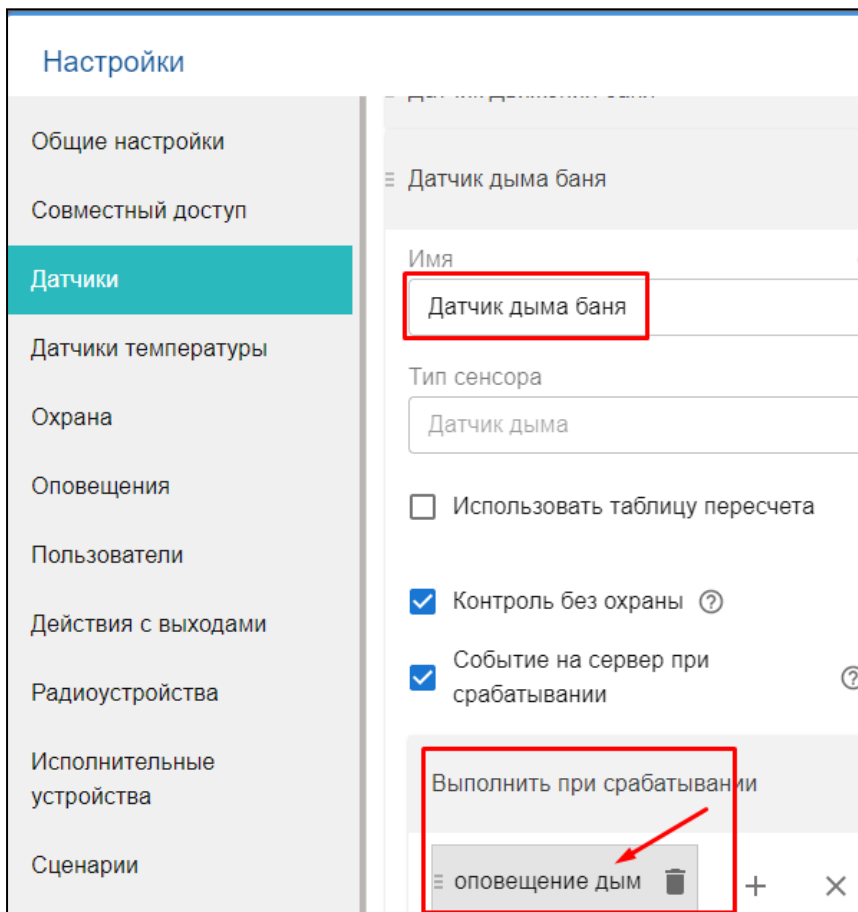 Настройки
Общие настройки
Совместный доступ
Датчики
Датчики температуры
Охрана
Оповещения
Пользователи
Действия с выходами
Радиоустройства
Исполнительные
устройства
Сценарии
Датчик дыма баня
Имя
Датчик дыма баня
Тип сенсора
Датчик дыма
Использовать таблицу пересчета
Контроль без охраны
Событие на сервер при
срабатывании
Выполнить при срабатывании
оповещение дым